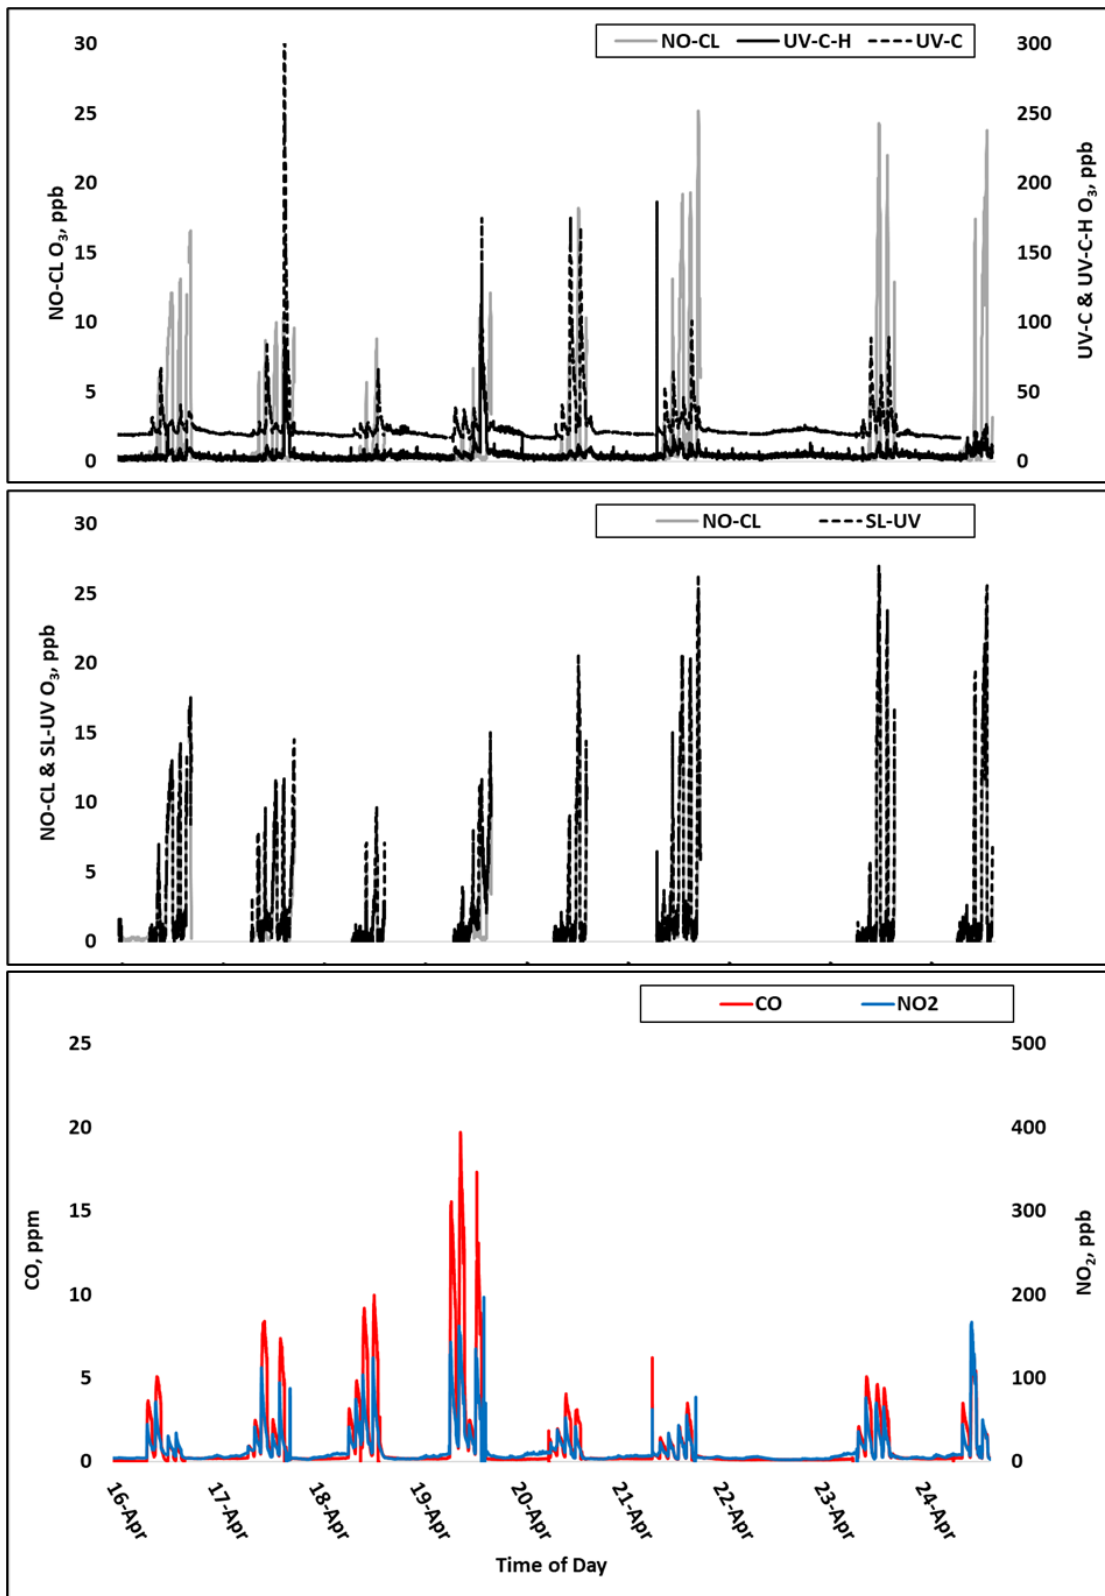 NO-CL UV-C-H UV-C
30
25
20
15
10
5
0
NO-CL O₃, ppb
300
250
200
150
100
50
0
UV-C & UV-C-H O₃, ppb
NO-CL SL-UV
30
25
20
15
10
5
0
NO-CL & SL-UV O₃, ppb
CO NO2
25
20
15
10
5
0
CO, ppm
500
400
300
200
100
0
NO₂, ppb
16-Apr
17-Apr
18-Apr
19-Apr
20-Apr
21-Apr
22-Apr
23-Apr
24-Apr
Time of Day